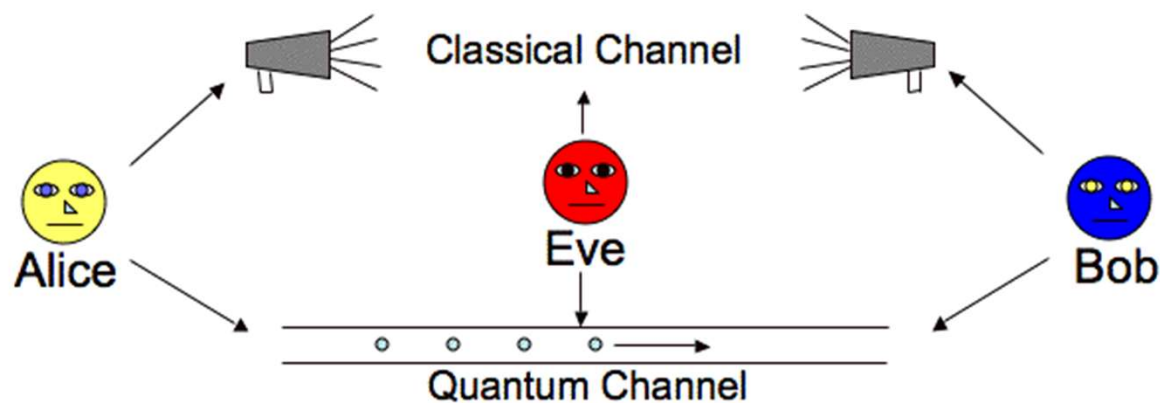 Classical Channel
Alice
Eve
Bob
Quantum Channel